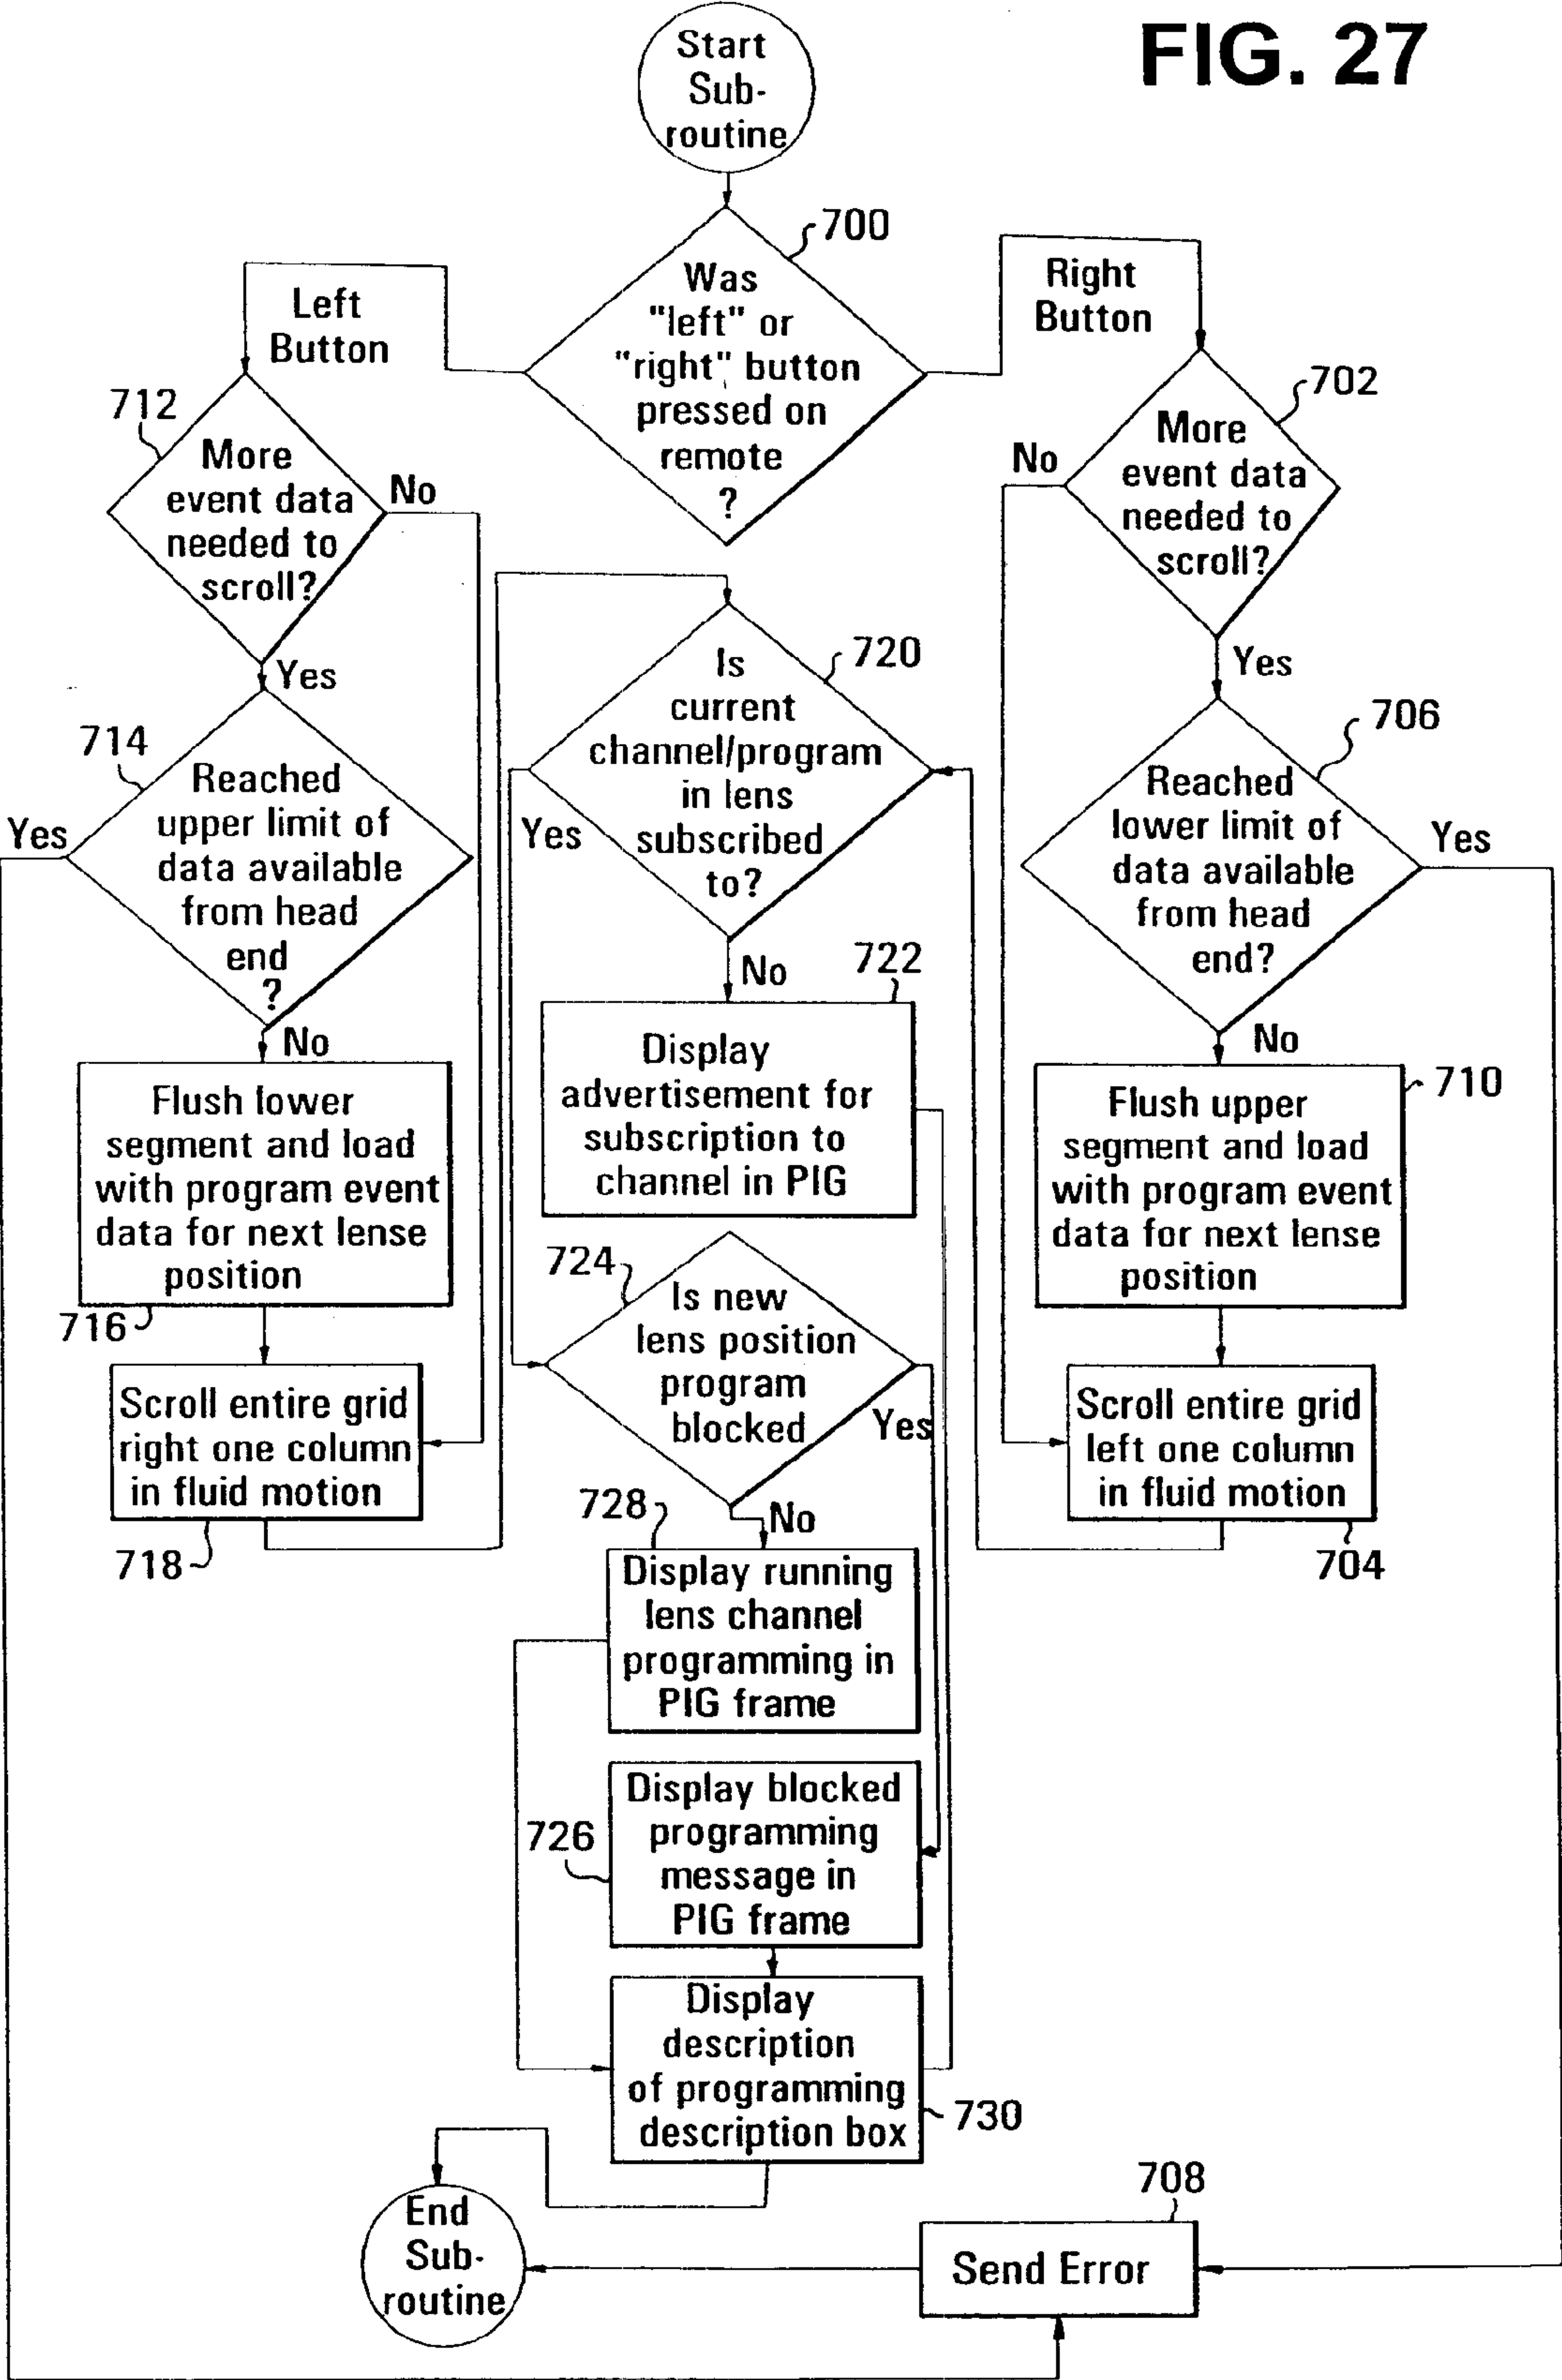 FIG. 27
Start
Sub-
routine
700
Was
"left" or
"right" button
pressed on
remote
?
Left
Button
Right
Button
712
More
event data
needed to
scroll?
No
Yes
702
More
event data
needed to
scroll?
No
Yes
714
Reached
upper limit of
data available
from head
end
?
Yes
No
720
Is
current
channel/program
in lens
subscribed
to?
Yes
No
706
Reached
lower limit of
data available
from head
end?
Yes
No
Flush lower
segment and load
with program event
data for next lense
position
716
722
Display
advertisement for
subscription to
channel in PIG
710
Flush upper
segment and load
with program event
data for next lense
position
724
Is new
lens position
program
blocked
Yes
No
Scroll entire grid
right one column
in fluid motion
718
Scroll entire grid
left one column
in fluid motion
704
728
Display running
lens channel
programming in
PIG frame
726
Display blocked
programming
message in
PIG frame
Display
description
of programming
description box
730
708
Send Error
End
Sub-
routine